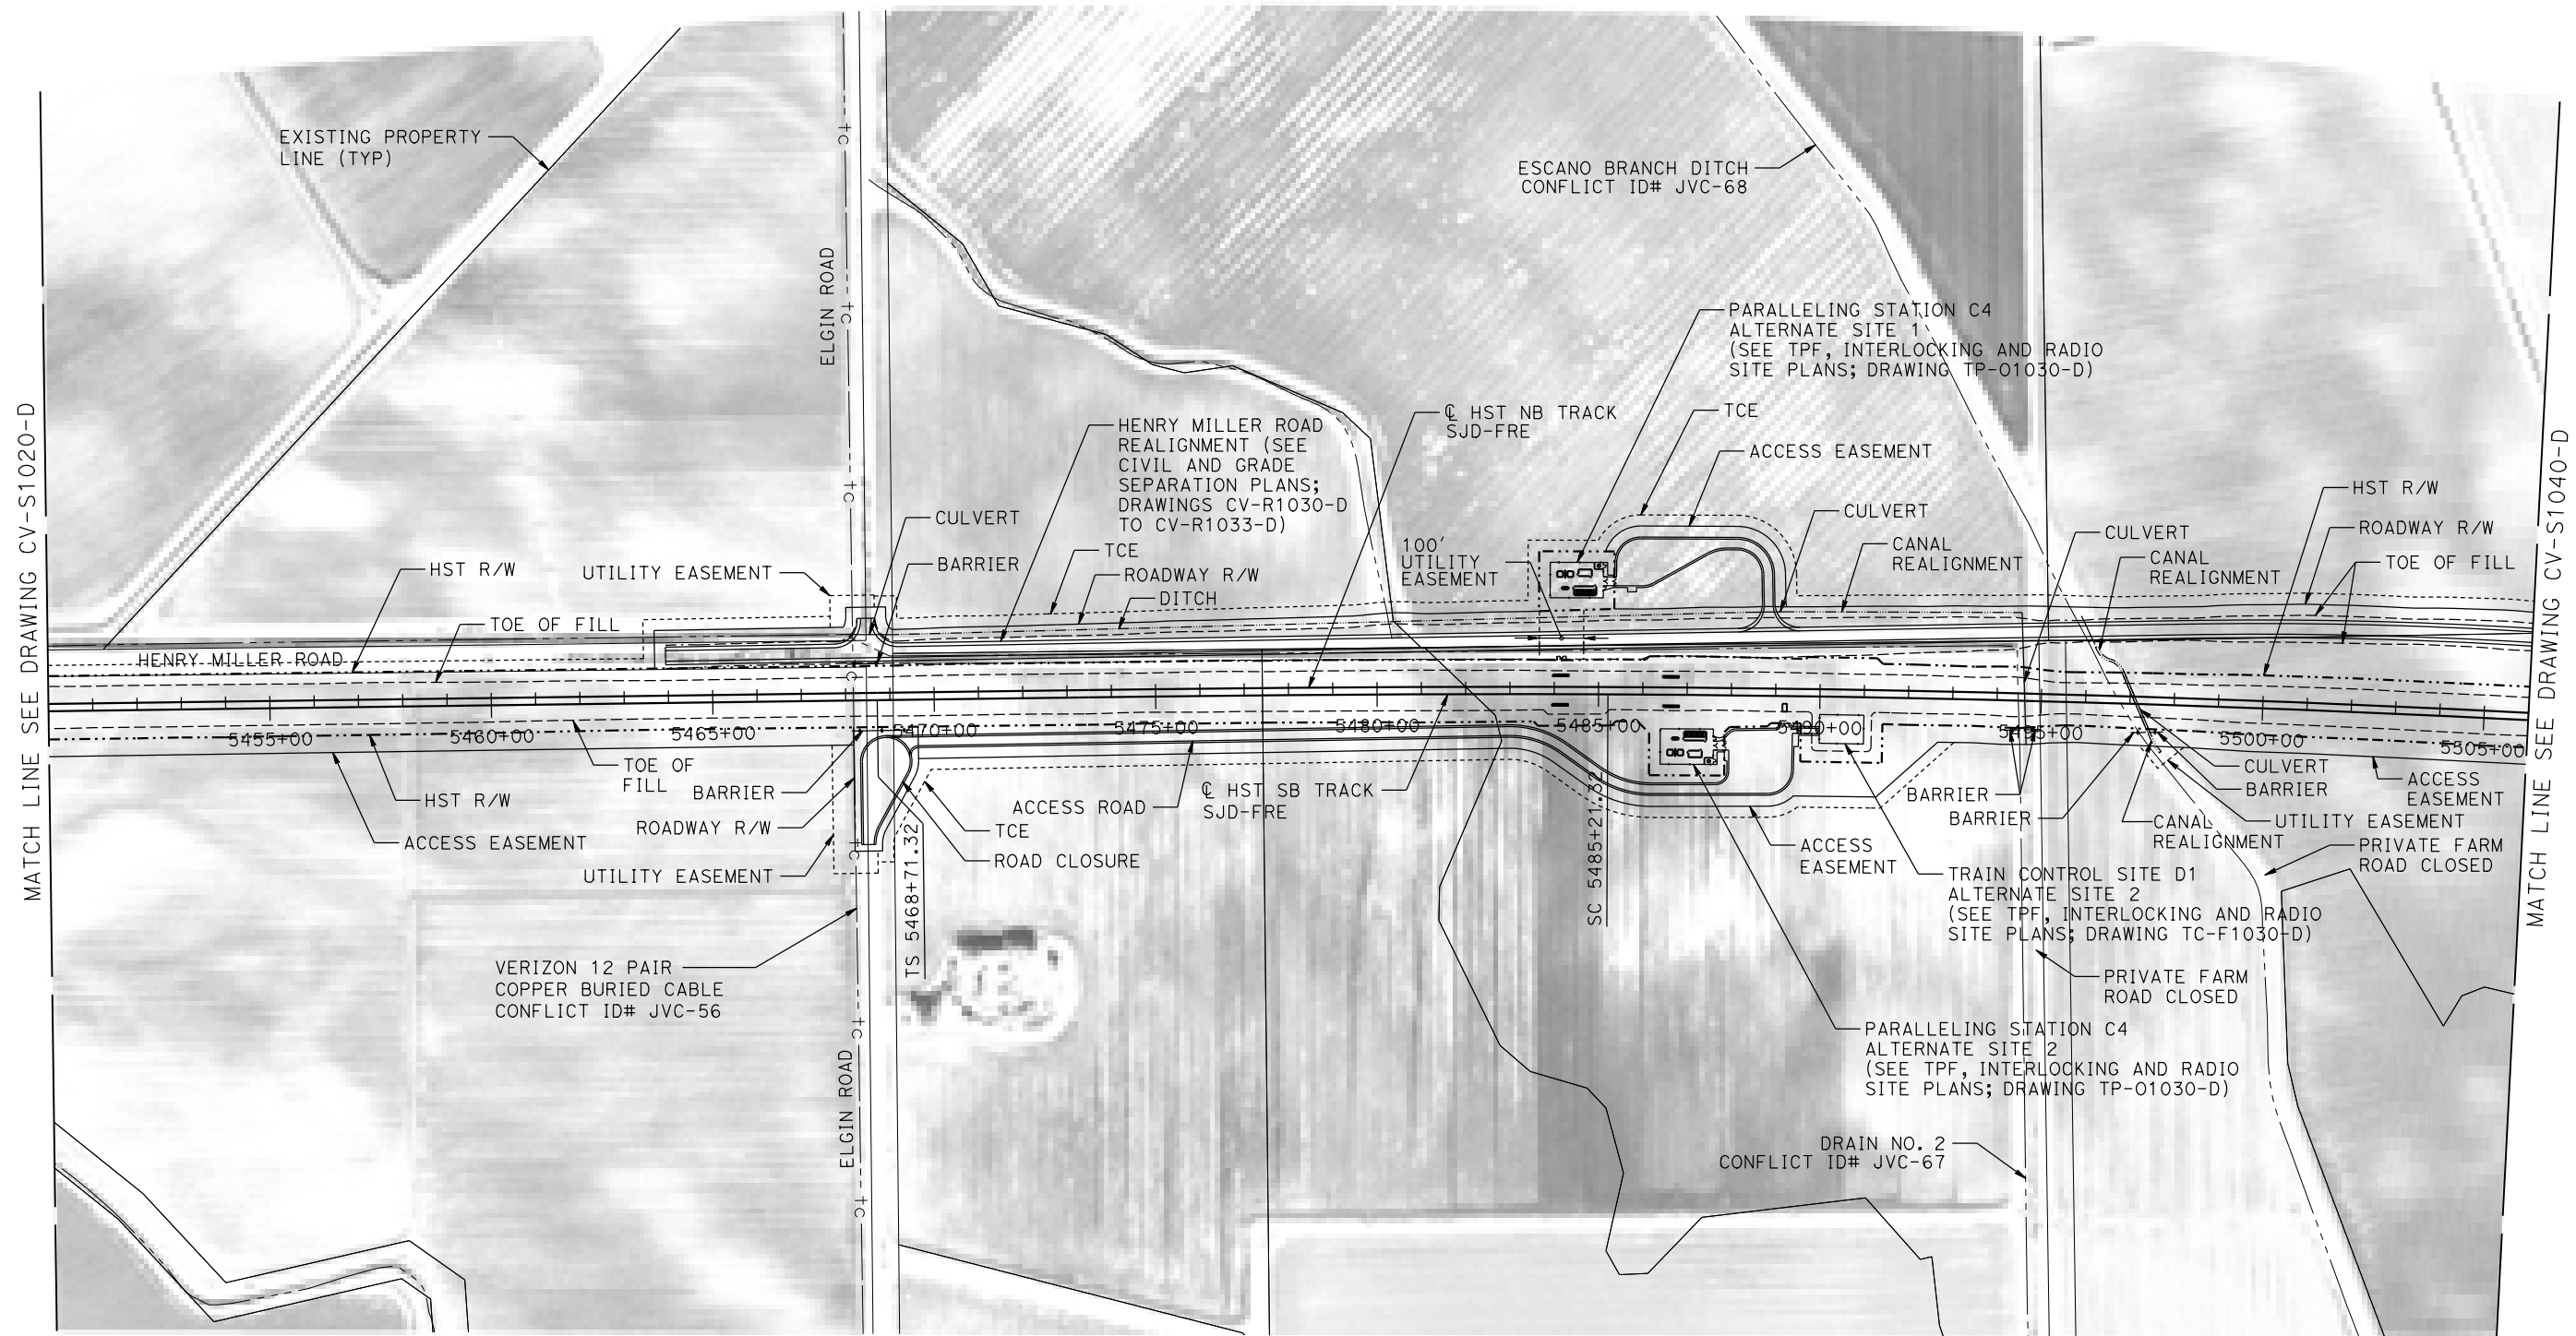 EXISTING PROPERTY
LINE (TYP)
ELGIN ROAD
TC
TC
TC
ESCANO BRANCH DITCH
CONFLICT ID# JVC-68
PARALLELING STATION C4
ALTERNATE SITE 1
(SEE TPF, INTERLOCKING AND RADIO
SITE PLANS; DRAWING TP-O1030-D)
TCE
ACCESS EASEMENT
CULVERT
CANAL
REALIGNMENT
℄ HST NB TRACK
SJD-FRE
HENRY MILLER ROAD
REALIGNMENT (SEE
CIVIL AND GRADE
SEPARATION PLANS;
DRAWINGS CV-R1030-D
TO CV-R1033-D)
CULVERT
BARRIER
TCE
ROADWAY R/W
DITCH
100'
UTILITY
EASEMENT
UTILITY EASEMENT
HST R/W
TOE OF FILL
HENRY MILLER ROAD
CULVERT
CANAL
REALIGNMENT
HST R/W
ROADWAY R/W
TOE OF FILL
MATCH LINE SEE DRAWING CV-S1020-D
MATCH LINE SEE DRAWING CV-S1040-D
C
5455+00
5460+00
5465+00
5470+00
5475+00
5480+00
5485+00
5490+00
5495+00
5500+00
5505+00
TOE OF
FILL
HST R/W
ACCESS EASEMENT
BARRIER
ROADWAY R/W
UTILITY EASEMENT
TC
TS 5468+71.32
TCE
ROAD CLOSURE
ACCESS ROAD
℄ HST SB TRACK
SJD-FRE
SC 5485+21.32
ACCESS
EASEMENT
BARRIER
BARRIER
CULVERT
BARRIER
UTILITY EASEMENT
CANAL
REALIGNMENT
ACCESS
EASEMENT
PRIVATE FARM
ROAD CLOSED
TRAIN CONTROL SITE D1
ALTERNATE SITE 2
(SEE TPF, INTERLOCKING AND RADIO
SITE PLANS; DRAWING TC-F1030-D)
PRIVATE FARM
ROAD CLOSED
VERIZON 12 PAIR
COPPER BURIED CABLE
CONFLICT ID# JVC-56
PARALLELING STATION C4
ALTERNATE SITE 2
(SEE TPF, INTERLOCKING AND RADIO
SITE PLANS; DRAWING TP-O1030-D)
TC
ELGIN ROAD
TC
DRAIN NO. 2
CONFLICT ID# JVC-67